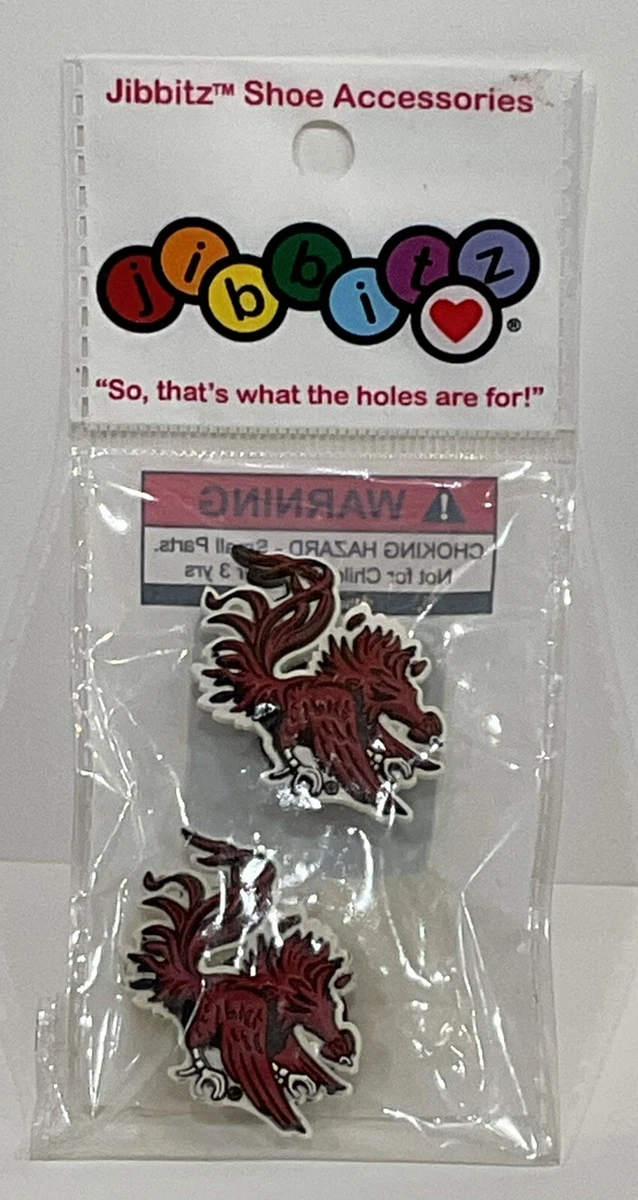 Jibbitz™ Shoe Accessories
jibbitz®
“So, that's what the holes are for!”
WARNING
CHOKING HAZARD - Small Parts.
Not for 3 yrs